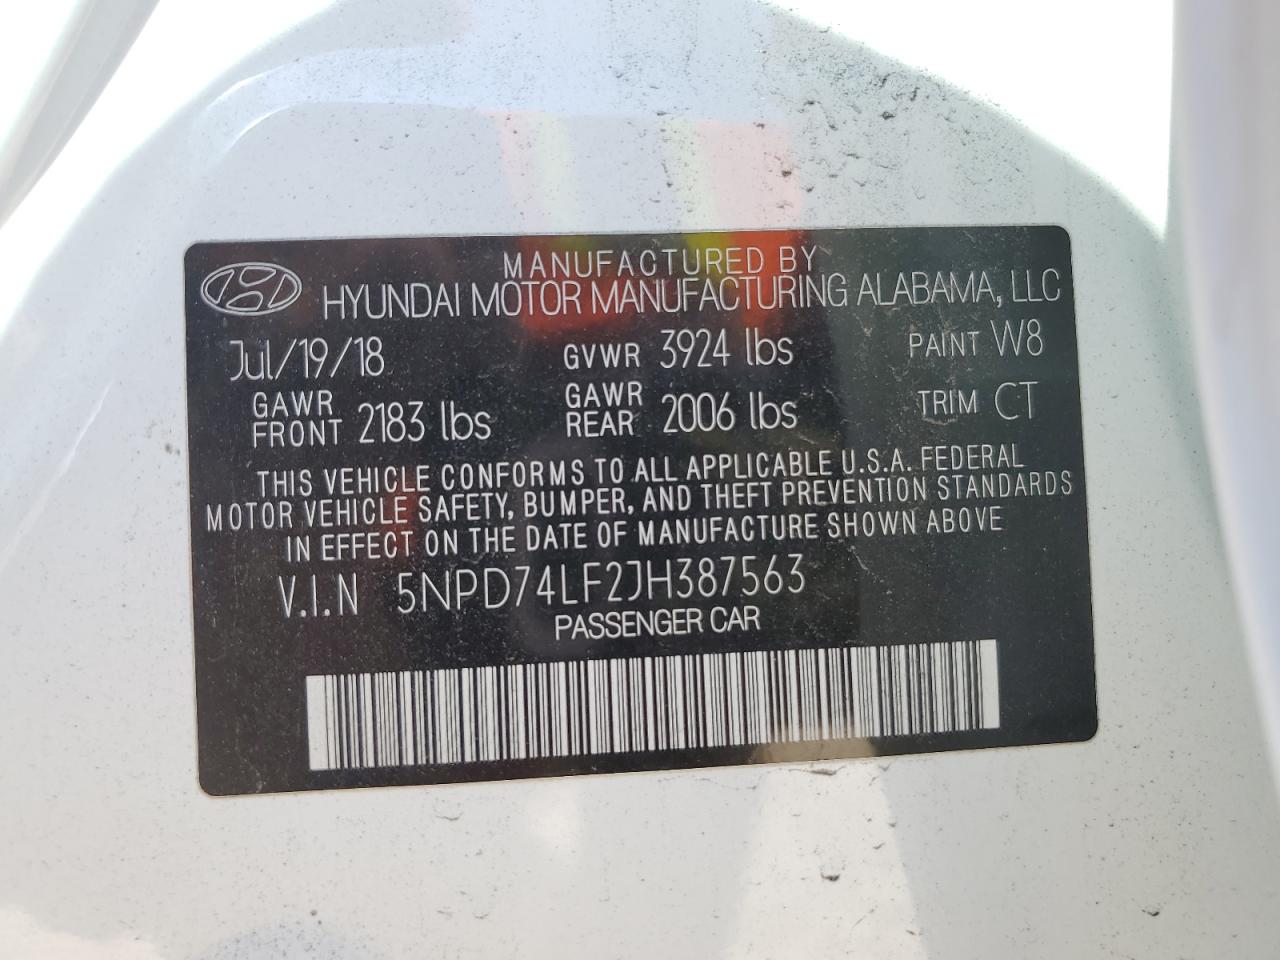 MANUFACTURED BY
HYUNDAI MOTOR MANUFACTURING ALABAMA, LLC
Jul/19/18 GVWR 3924 lbs PAINT W8
GAWR FRONT 2183 lbs GAWR REAR 2006 lbs TRIM CT
THIS VEHICLE CONFORMS TO ALL APPLICABLE U.S.A. FEDERAL
MOTOR VEHICLE SAFETY, BUMPER, AND THEFT PREVENTION STANDARDS
IN EFFECT ON THE DATE OF MANUFACTURE SHOWN ABOVE
V.I.N 5NPD74LF2JH387563
PASSENGER CAR